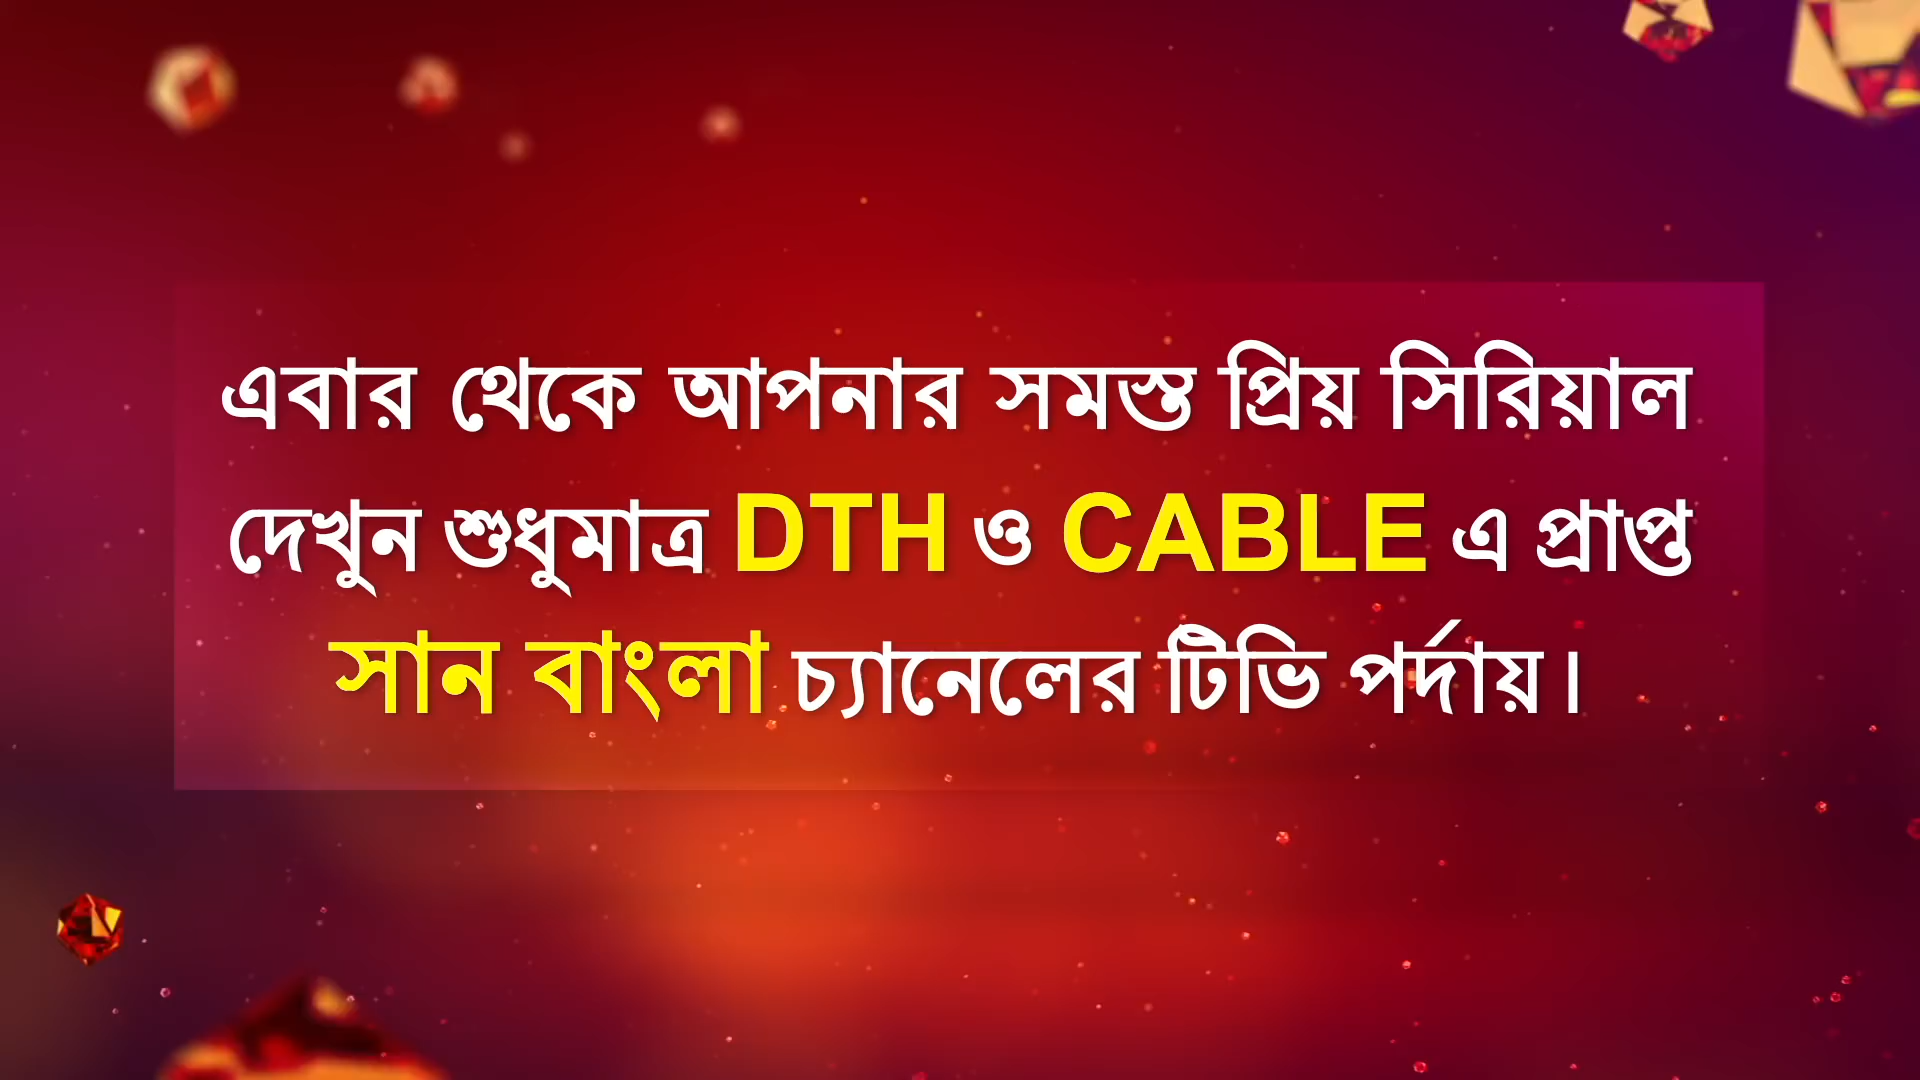 এবার থেকে আপনার সমস্ত প্রিয় সিরিয়াল
দেখুন শুধুমাত্র DTH ও CABLE এ প্রাপ্ত
সান বাংলা চ্যানেলের টিভি পর্দায়।